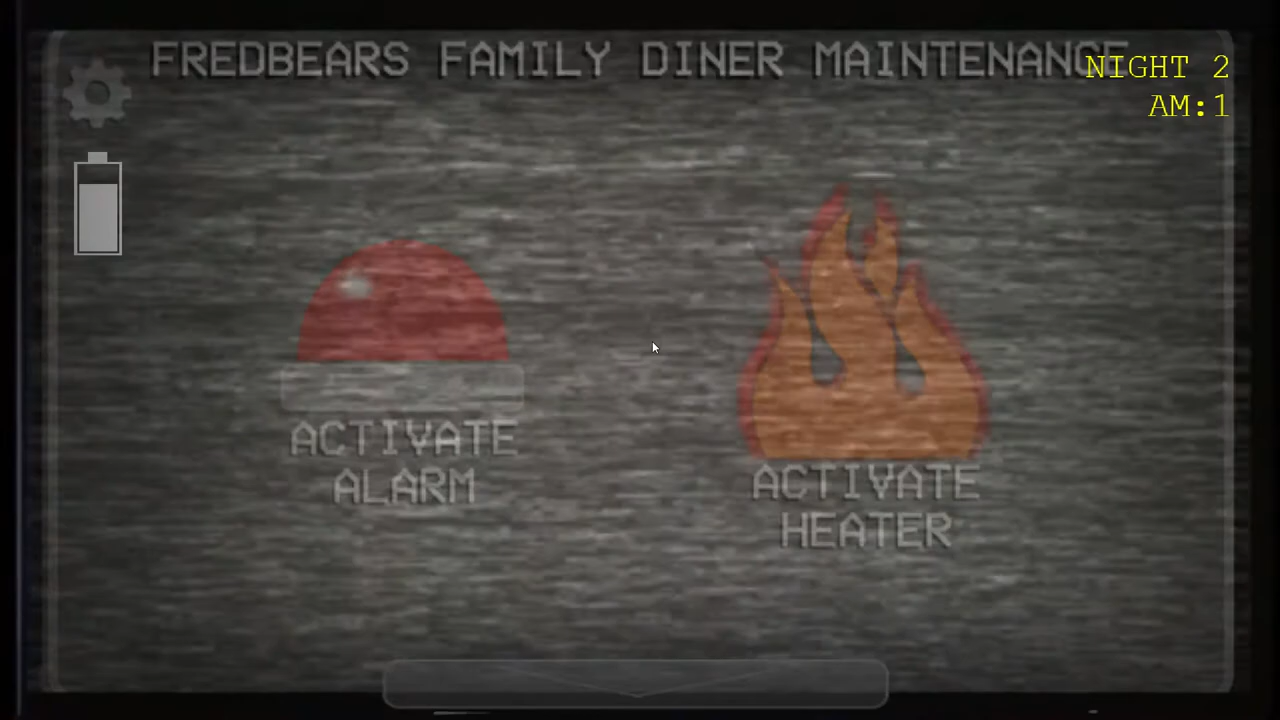 FREDBEARS FAMILY DINER MAINTENANCE
NIGHT 2
AM:1
ACTIVATE
ALARM
ACTIVATE
HEATER